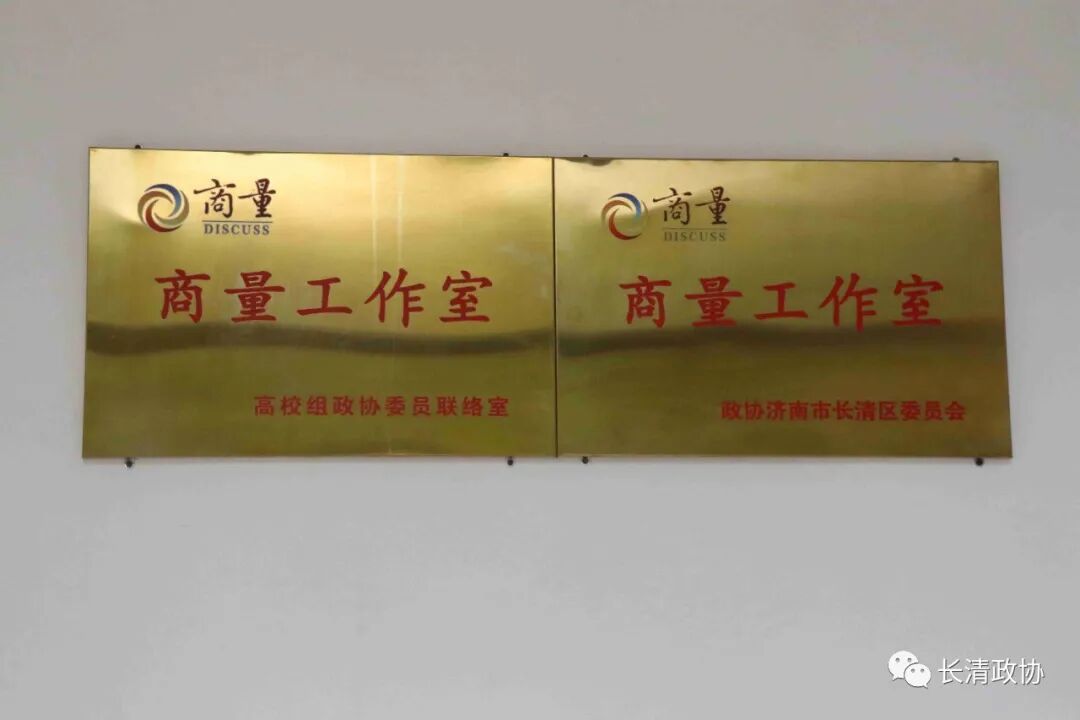 商量
DISCUSS
商量工作室
高校组政协委员联络室
商量
DISCUSS
商量工作室
政协济南市长清区委员会
长清政协